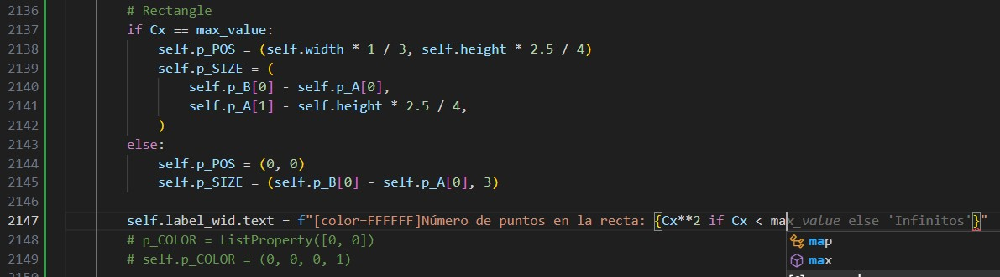 2136 # Rectangle
2137 if Cx == max_value:
2138 self.p_POS = (self.width * 1 / 3, self.height * 2.5 / 4)
2139 self.p_SIZE = (
2140 self.p_B[0] - self.p_A[0],
2141 self.p_A[1] - self.height * 2.5 / 4,
2142 )
2143 else:
2144 self.p_POS = (0, 0)
2145 self.p_SIZE = (self.p_B[0] - self.p_A[0], 3)
2146
2147 self.label_wid.text = f"[color=FFFFFF]Número de puntos en la recta: {Cx**2 if Cx < max_value else 'Infinitos'}"
2148 # p_COLOR = ListProperty([0, 0])
map
2149 # self.p_COLOR = (0, 0, 0, 1)
max